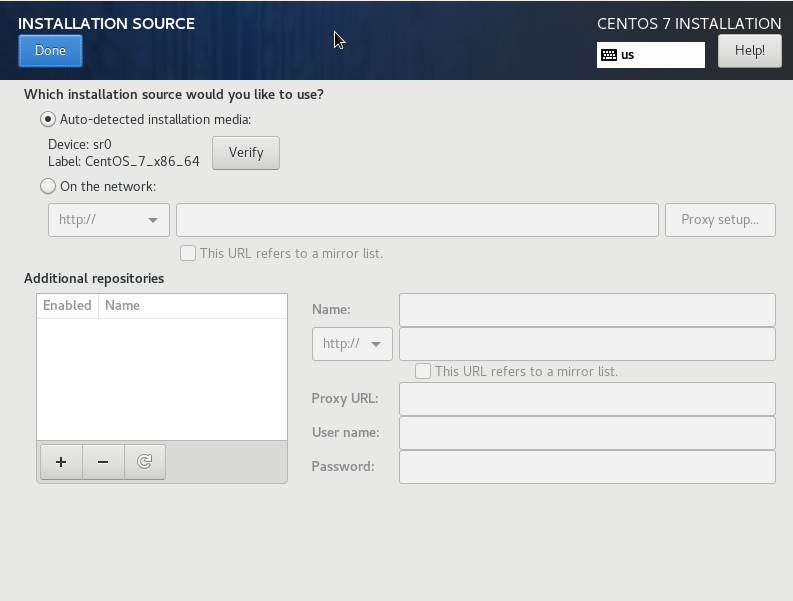 INSTALLATION SOURCE
CENTOS 7 INSTALLATION
Done
us
Help!
Which installation source would you like to use?
Auto-detected installation media:
Device: sr0
Label: CentOS_7_x86_64
Verify
On the network:
http://
Proxy setup...
This URL refers to a mirror list.
Additional repositories
Enabled Name
Name:
http://
This URL refers to a mirror list.
Proxy URL:
User name:
Password: